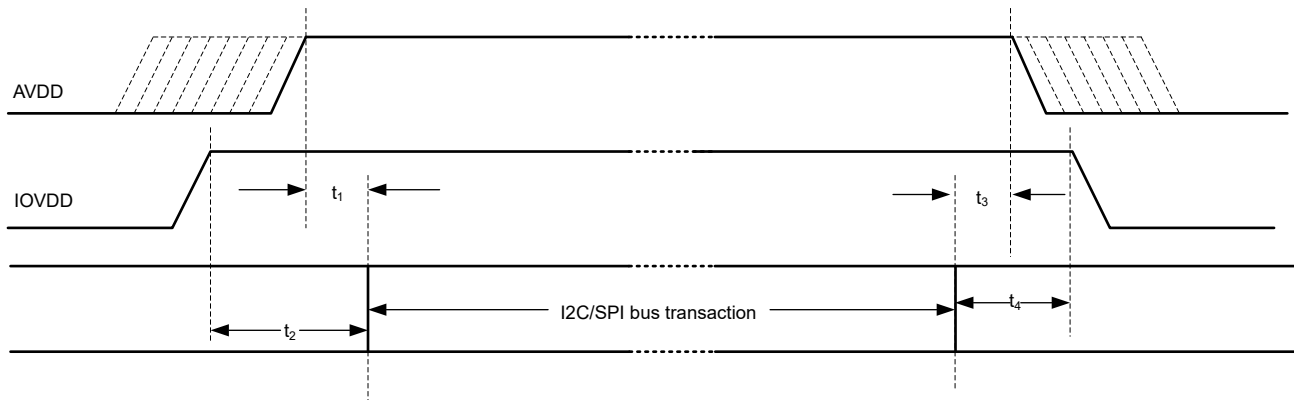 AVDD
t1
IOVDD
t3
I2C/SPI bus transaction
t4
t2